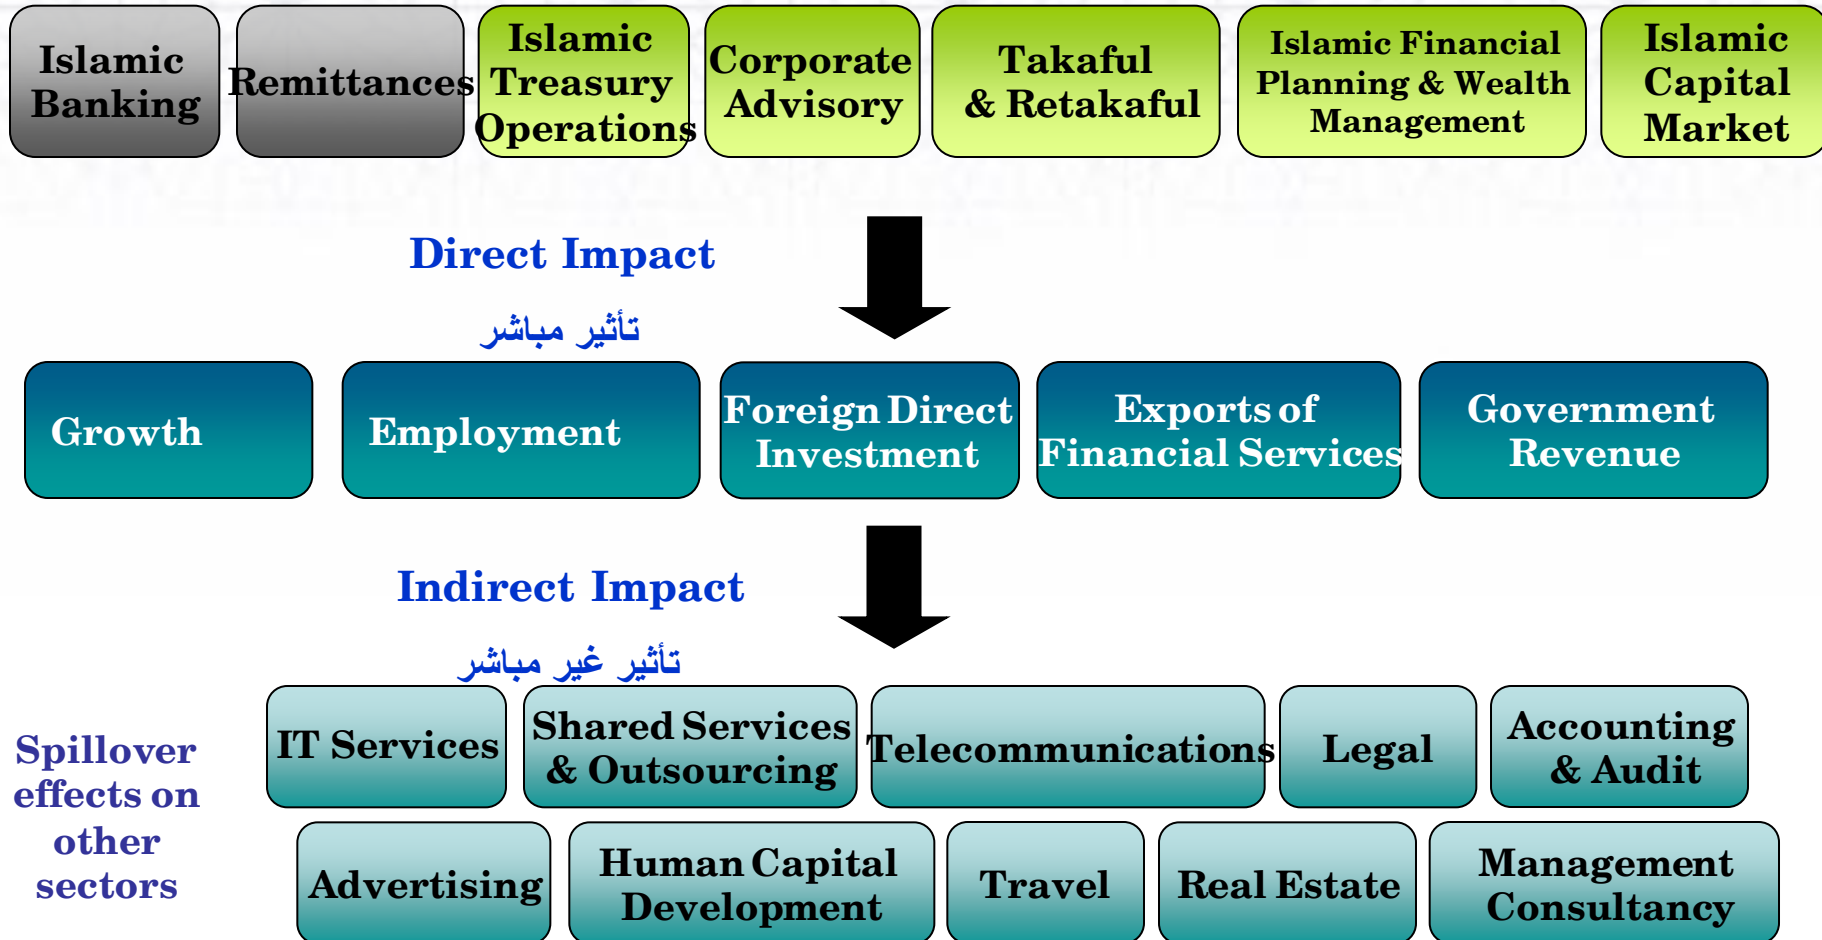 Islamic
Banking
Remittances
Islamic
Treasury
Operations
Corporate
Advisory
Takaful
& Retakaful
Islamic Financial
Planning & Wealth
Management
Islamic
Capital
Market
Direct Impact
تأثير مباشر
Growth
Employment
Foreign Direct
Investment
Exports of
Financial Services
Government
Revenue
Indirect Impact
تأثير غير مباشر
Spillover
effects on
other
sectors
IT Services
Shared Services
& Outsourcing
Telecommunications
Legal
Accounting
& Audit
Advertising
Human Capital
Development
Travel
Real Estate
Management
Consultancy